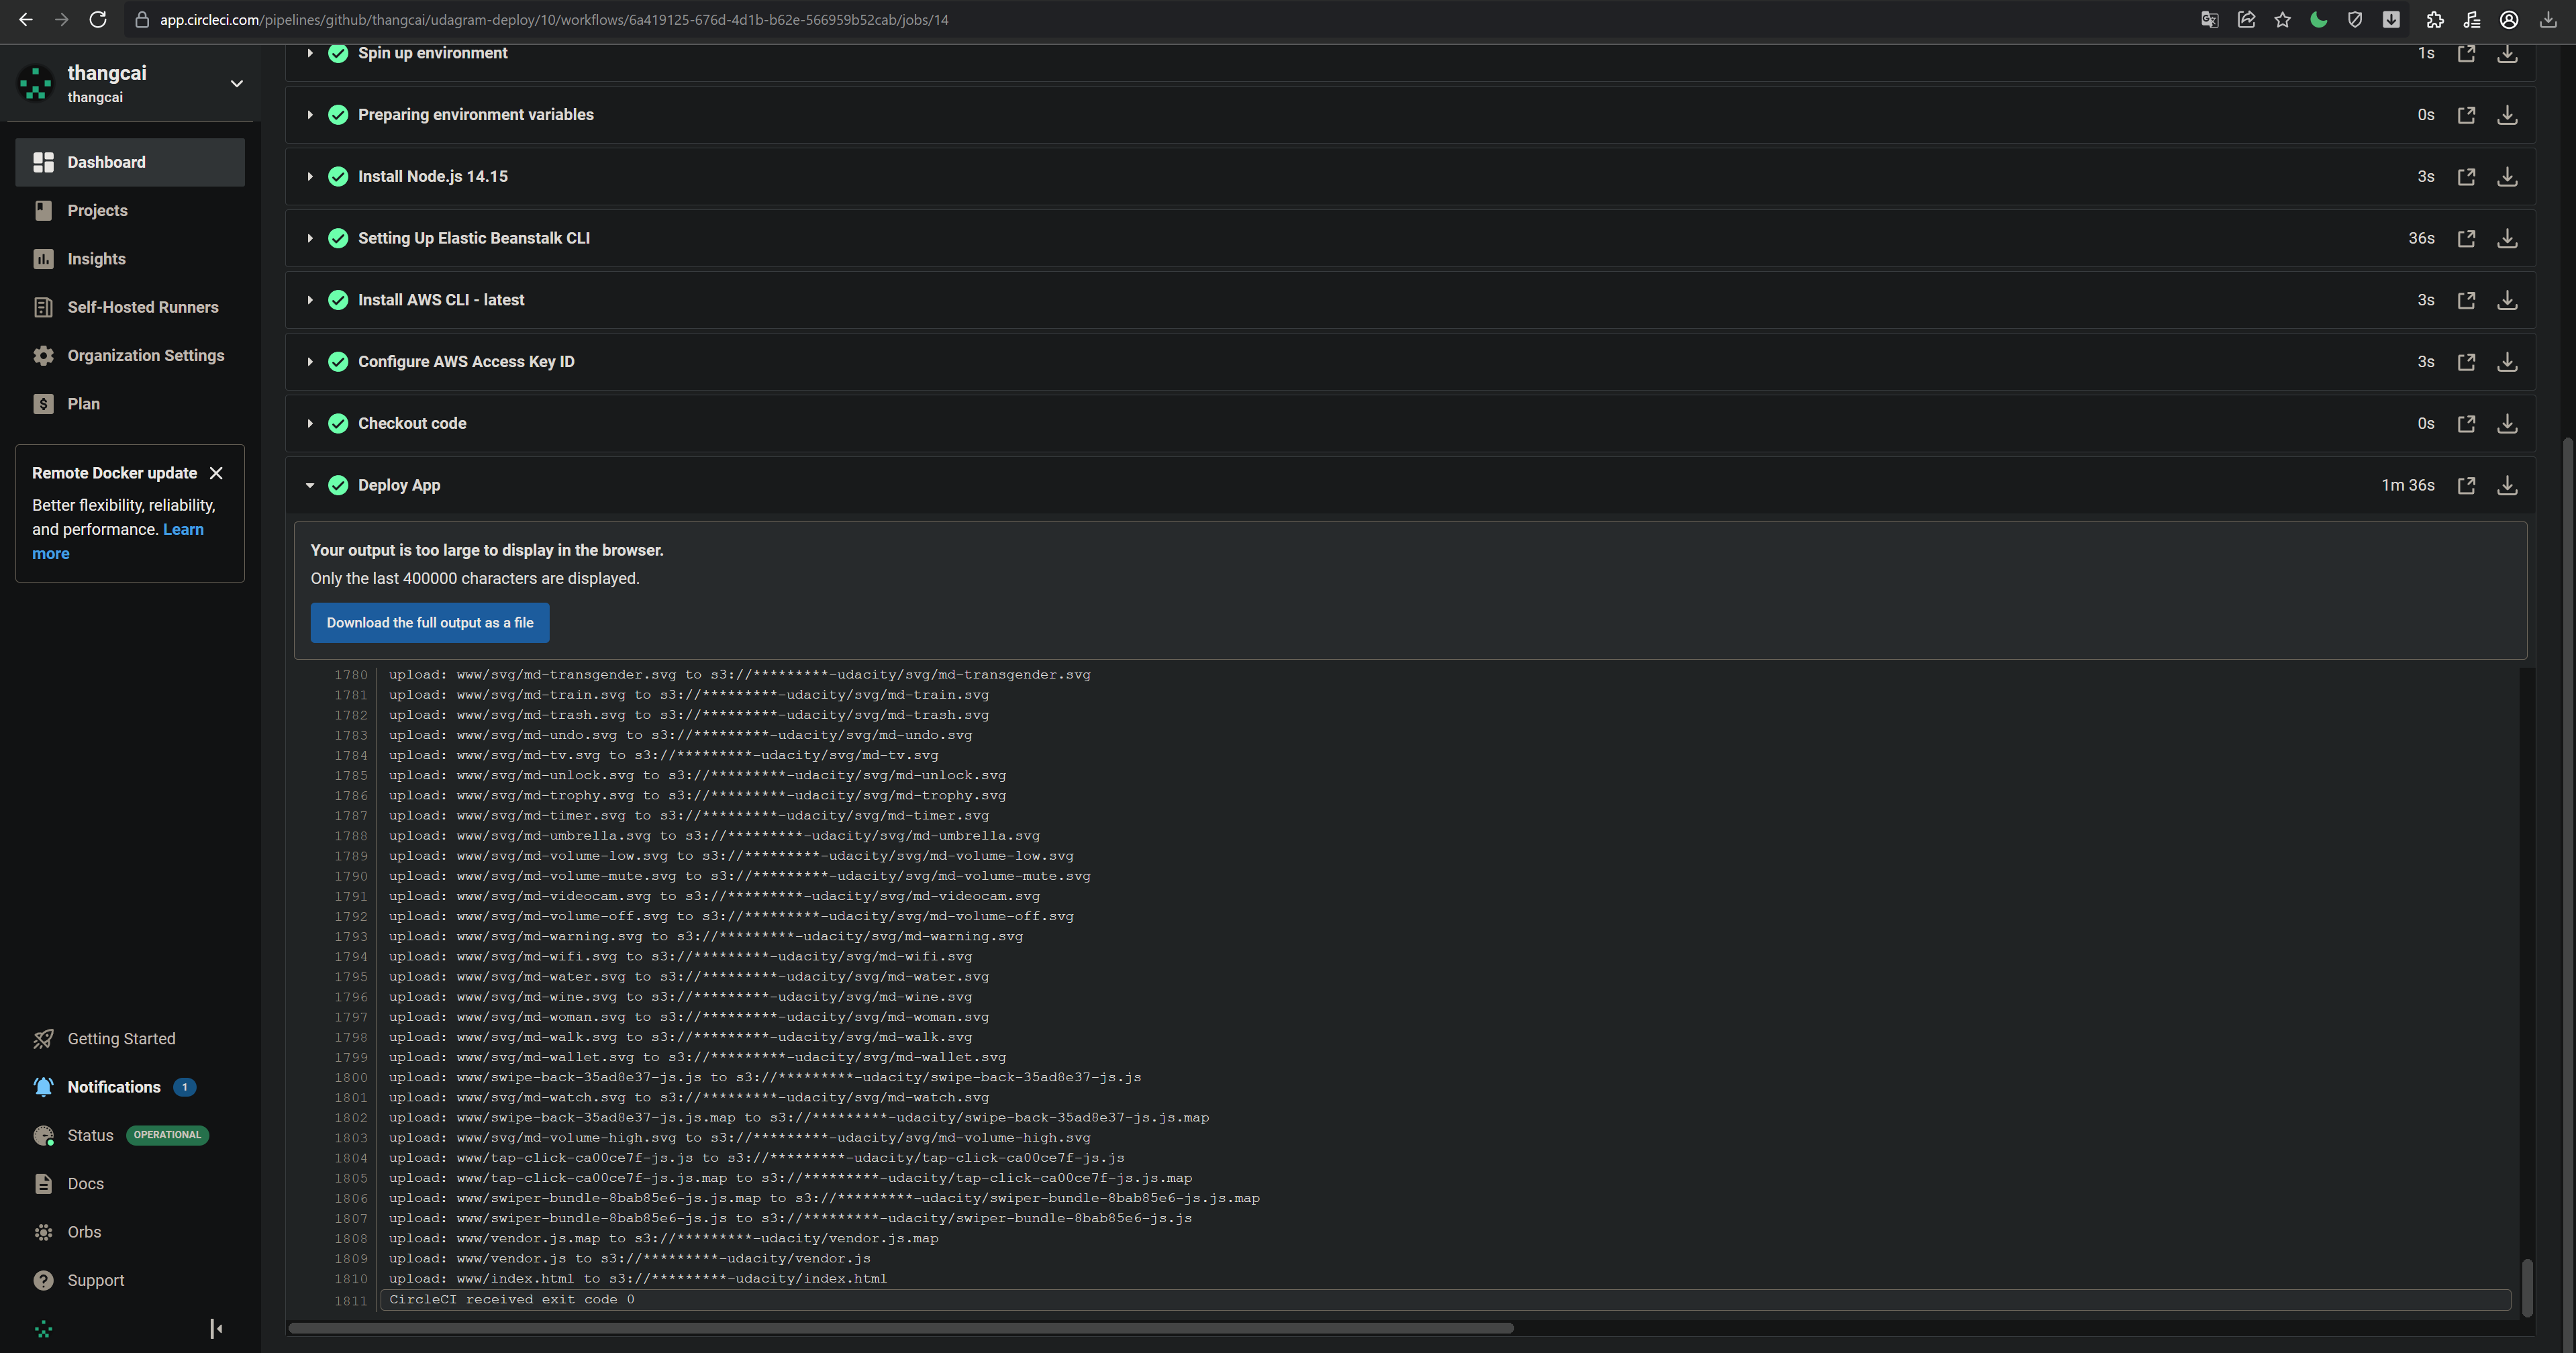 app.circleci.com/pipelines/github/thangcai/udagram-deploy/10/workflows/6a419125-676d-4d1b-b62e-566959b52cab/jobs/14
thangcai
thangcai
Dashboard
Projects
Insights
Self-Hosted Runners
Organization Settings
Plan
Remote Docker update
Better flexibility, reliability,
and performance. Learn
more
Getting Started
Notifications 1
Status OPERATIONAL
Docs
Orbs
Support
Spin up environment 1s
Preparing environment variables 0s
Install Node.js 14.15 3s
Setting Up Elastic Beanstalk CLI 36s
Install AWS CLI - latest 3s
Configure AWS Access Key ID 3s
Checkout code 0s
Deploy App 1m 36s
Your output is too large to display in the browser.
Only the last 400000 characters are displayed.
Download the full output as a file
1780 upload: www/svg/md-transgender.svg to s3://*********-udacity/svg/md-transgender.svg
1781 upload: www/svg/md-train.svg to s3://*********-udacity/svg/md-train.svg
1782 upload: www/svg/md-trash.svg to s3://*********-udacity/svg/md-trash.svg
1783 upload: www/svg/md-undo.svg to s3://*********-udacity/svg/md-undo.svg
1784 upload: www/svg/md-tv.svg to s3://*********-udacity/svg/md-tv.svg
1785 upload: www/svg/md-unlock.svg to s3://*********-udacity/svg/md-unlock.svg
1786 upload: www/svg/md-trophy.svg to s3://*********-udacity/svg/md-trophy.svg
1787 upload: www/svg/md-timer.svg to s3://*********-udacity/svg/md-timer.svg
1788 upload: www/svg/md-umbrella.svg to s3://*********-udacity/svg/md-umbrella.svg
1789 upload: www/svg/md-volume-low.svg to s3://*********-udacity/svg/md-volume-low.svg
1790 upload: www/svg/md-volume-mute.svg to s3://*********-udacity/svg/md-volume-mute.svg
1791 upload: www/svg/md-videocam.svg to s3://*********-udacity/svg/md-videocam.svg
1792 upload: www/svg/md-volume-off.svg to s3://*********-udacity/svg/md-volume-off.svg
1793 upload: www/svg/md-warning.svg to s3://*********-udacity/svg/md-warning.svg
1794 upload: www/svg/md-wifi.svg to s3://*********-udacity/svg/md-wifi.svg
1795 upload: www/svg/md-water.svg to s3://*********-udacity/svg/md-water.svg
1796 upload: www/svg/md-wine.svg to s3://*********-udacity/svg/md-wine.svg
1797 upload: www/svg/md-woman.svg to s3://*********-udacity/svg/md-woman.svg
1798 upload: www/svg/md-walk.svg to s3://*********-udacity/svg/md-walk.svg
1799 upload: www/svg/md-wallet.svg to s3://*********-udacity/svg/md-wallet.svg
1800 upload: www/swipe-back-35ad8e37-js.js to s3://*********-udacity/swipe-back-35ad8e37-js.js
1801 upload: www/svg/md-watch.svg to s3://*********-udacity/svg/md-watch.svg
1802 upload: www/swipe-back-35ad8e37-js.js.map to s3://*********-udacity/swipe-back-35ad8e37-js.js.map
1803 upload: www/svg/md-volume-high.svg to s3://*********-udacity/svg/md-volume-high.svg
1804 upload: www/tap-click-ca00ce7f-js.js to s3://*********-udacity/tap-click-ca00ce7f-js.js
1805 upload: www/tap-click-ca00ce7f-js.js.map to s3://*********-udacity/tap-click-ca00ce7f-js.js.map
1806 upload: www/swiper-bundle-8bab85e6-js.js.map to s3://*********-udacity/swiper-bundle-8bab85e6-js.js.map
1807 upload: www/swiper-bundle-8bab85e6-js.js to s3://*********-udacity/swiper-bundle-8bab85e6-js.js
1808 upload: www/vendor.js.map to s3://*********-udacity/vendor.js.map
1809 upload: www/vendor.js to s3://*********-udacity/vendor.js
1810 upload: www/index.html to s3://*********-udacity/index.html
1811 CircleCI received exit code 0